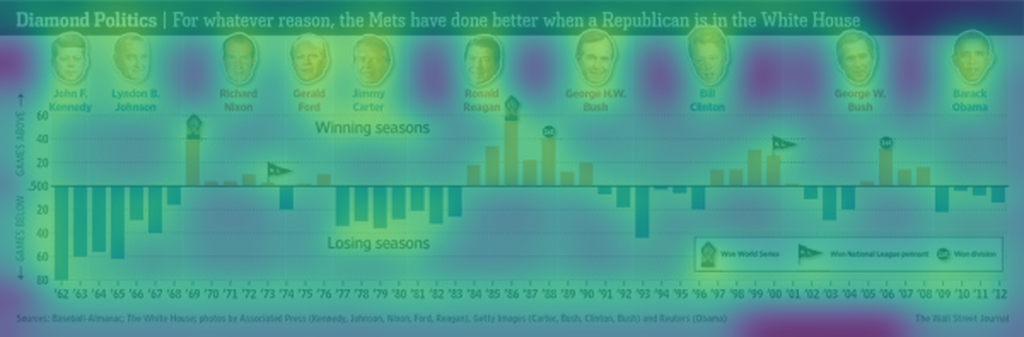 Diamond Politics | For whatever reason, the Mets have done better when a Republican is in the White House
John F. Kennedy
Lyndon B. Johnson
Richard Nixon
Gerald Ford
Jimmy Carter
Ronald Reagan
George H.W. Bush
Bill Clinton
George W. Bush
Barack Obama
GAMES ABOVE
60
40
20
.500
20
60
80
GAMES BELOW
Winning seasons
Losing seasons
Won World Series
Won National League pennant
Won division
'62 '63 '64 '65 '66 '67 '68 '69 '70 '71 '72 '73 '74 '75 '76 '77 '78 '79 '80 '81 '82 '83 '84 '85 '86 '87 '88 '89 '90 '91 '92 '93 '94 '95 '96 '97 '98 '99 '00 '01 '02 '03 '04 '05 '06 '07 '08 '09 '10 '11 '12
Sources: Baseball-Almanac; The White House; photos by Associated Press (Kennedy, Johnson, Nixon, Ford, Reagan), Getty Images (Carter, Bush, Clinton, Bush) and Reuters (Obama)
The Wall Street Journal